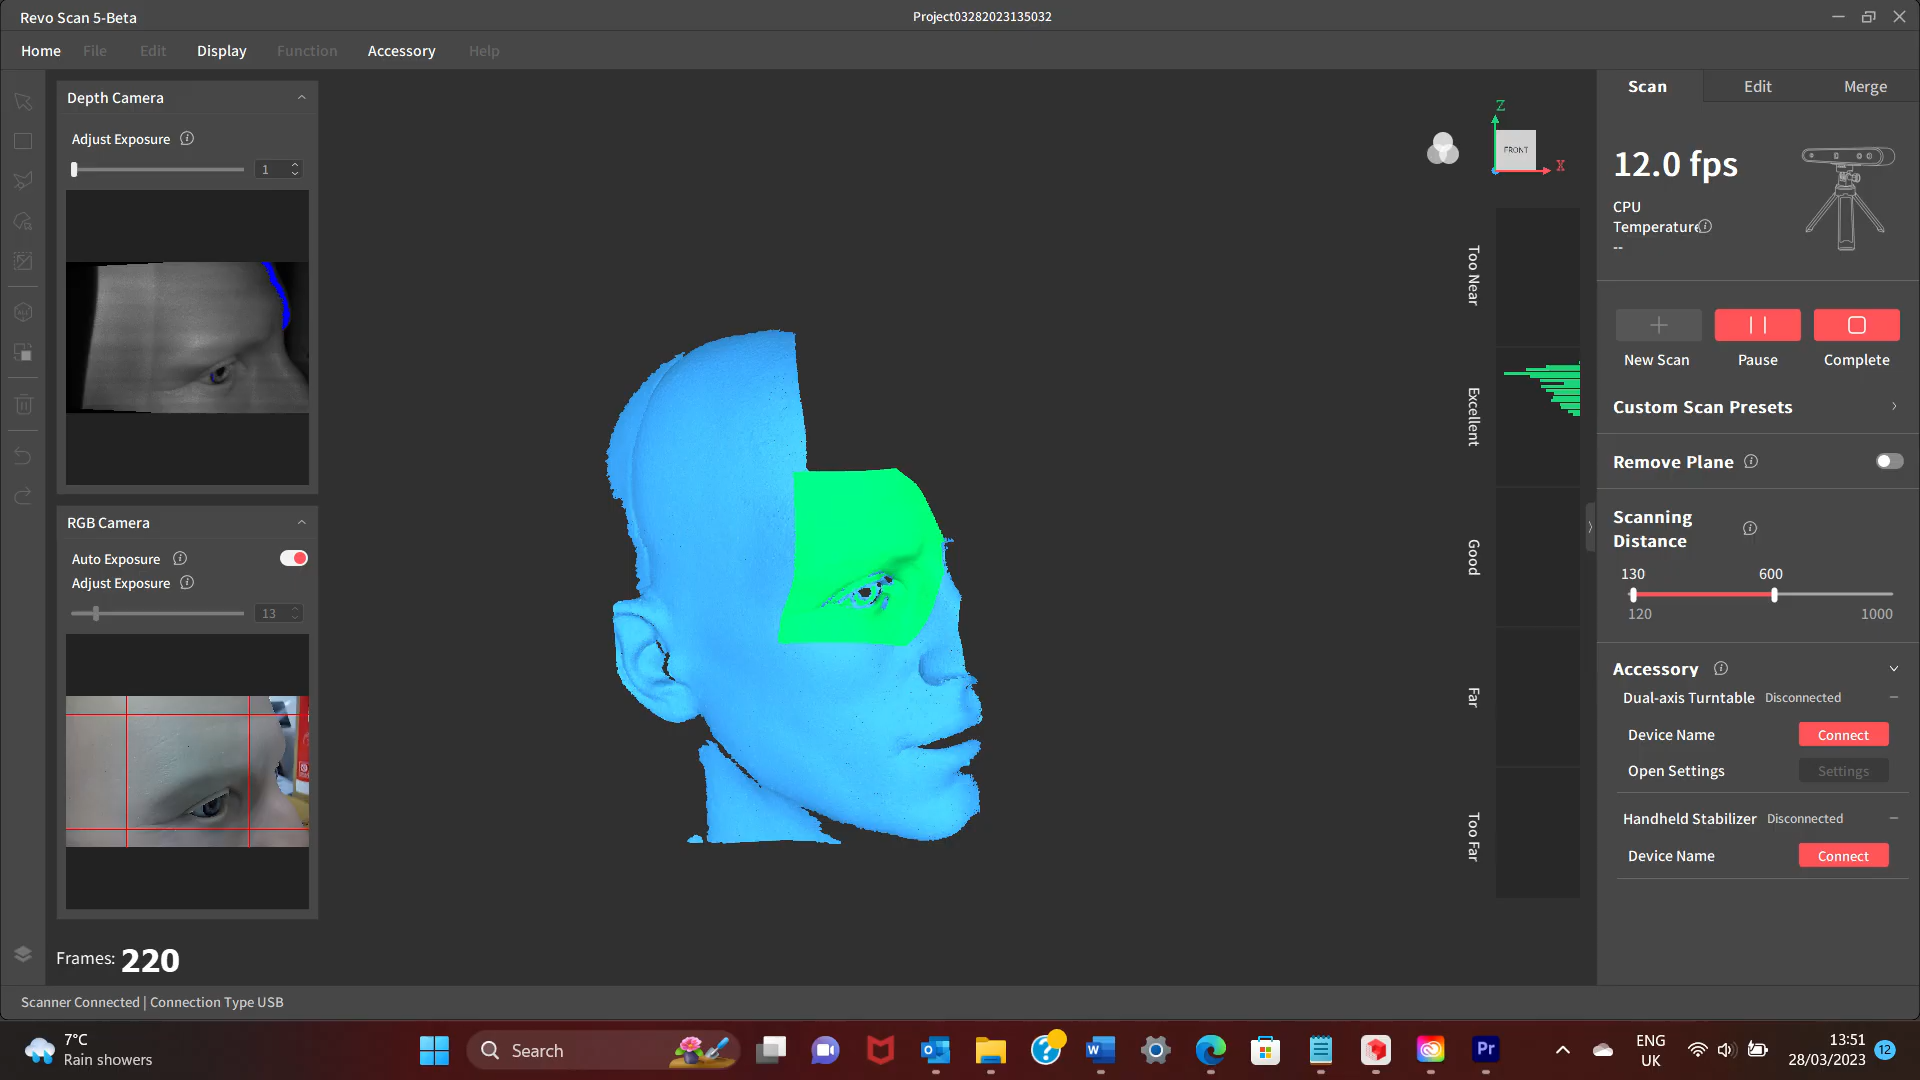 Revo Scan 5-Beta
Project03282023135032
Home File Edit Display Function Accessory Help
Depth Camera
Adjust Exposure
1
RGB Camera
Auto Exposure
Adjust Exposure
13
Frames: 220
Z
FRONT
X
Too Near
Excellent
Good
Far
Too Far
Scan Edit Merge
12.0 fps
CPU
Temperature
--
New Scan Pause Complete
Custom Scan Presets
Remove Plane
Scanning
Distance
130 600
120 1000
Accessory
Dual-axis Turntable Disconnected
Device Name Connect
Open Settings Settings
Handheld Stabilizer Disconnected
Device Name Connect
Scanner Connected | Connection Type USB
7°C
Rain showers
Search
Pr
ENG
UK
13:51
28/03/2023
12